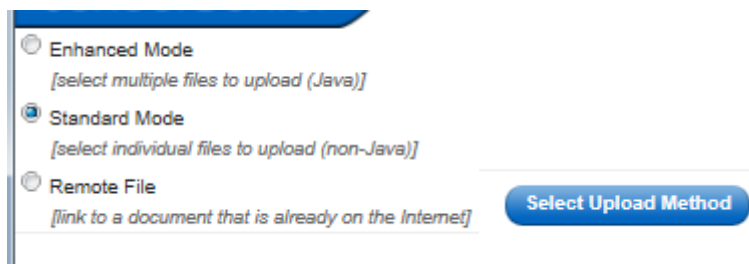 Enhanced Mode
[select multiple files to upload (Java)]
Standard Mode
[select individual files to upload (non-Java)]
Remote File
[link to a document that is already on the Internet]
Select Upload Method